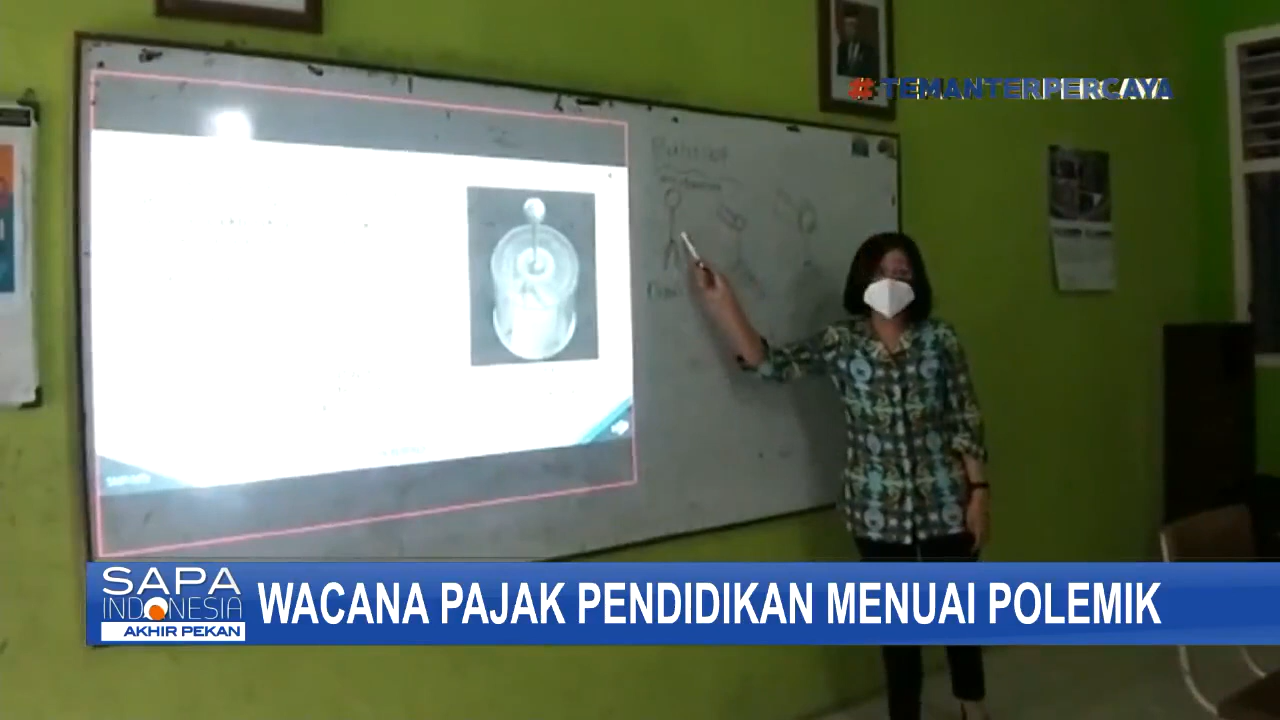 #TEMANTERPERCAYA
SAPA
INDONESIA
AKHIR PEKAN
WACANA PAJAK PENDIDIKAN MENUAI POLEMIK